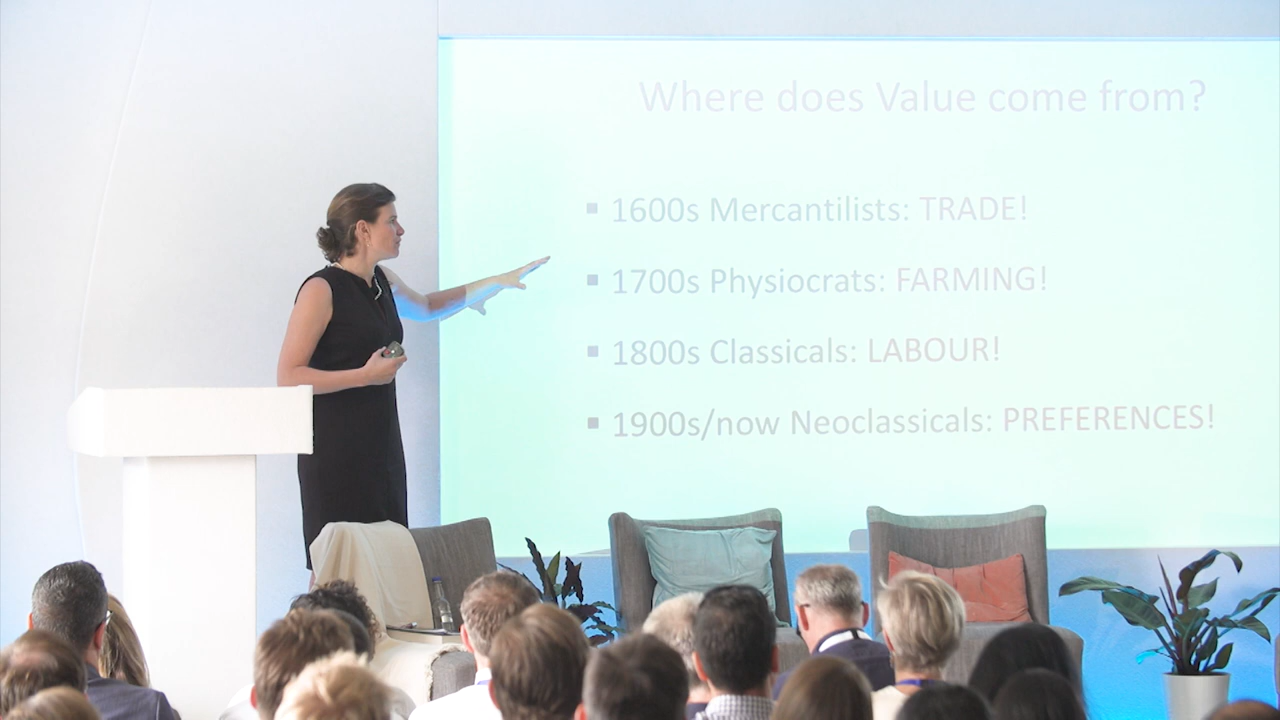 Where does Value come from?
▪ 1600s Mercantilists: TRADE!
▪ 1700s Physiocrats: FARMING!
▪ 1800s Classicals: LABOUR!
▪ 1900s/now Neoclassicals: PREFERENCES!